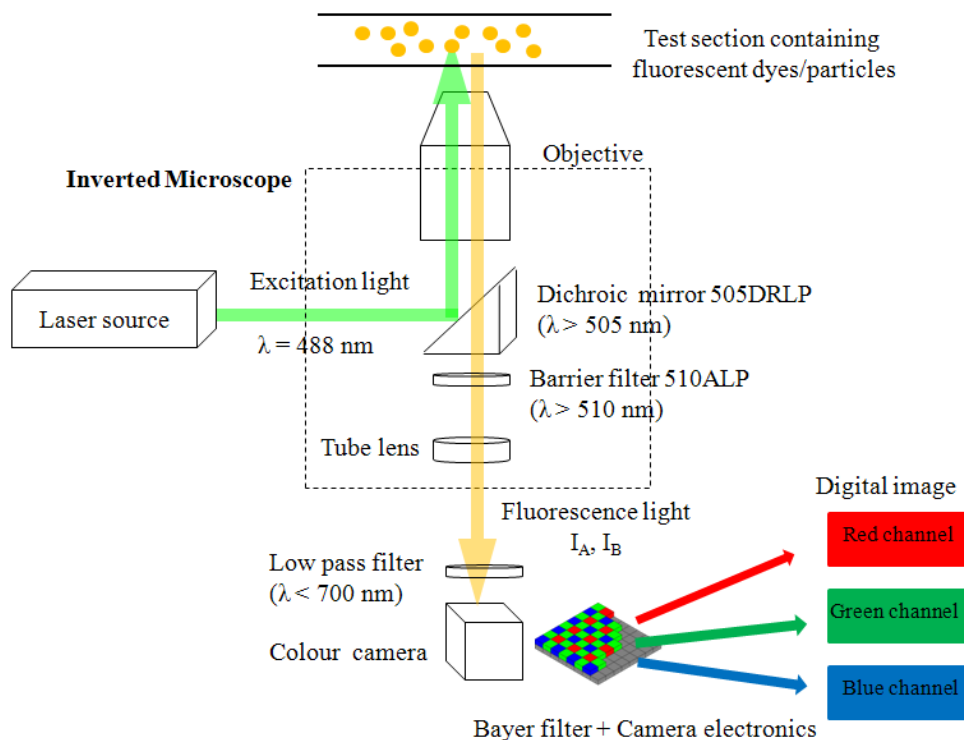 Test section containing
fluorescent dyes/particles
Objective
Inverted Microscope
Excitation light
Laser source
λ = 488 nm
Dichroic mirror 505DRLP
(λ > 505 nm)
Barrier filter 510ALP
(λ > 510 nm)
Tube lens
Digital image
Fluorescence light
I_A, I_B
Red channel
Low pass filter
(λ < 700 nm)
Green channel
Colour camera
Blue channel
Bayer filter + Camera electronics